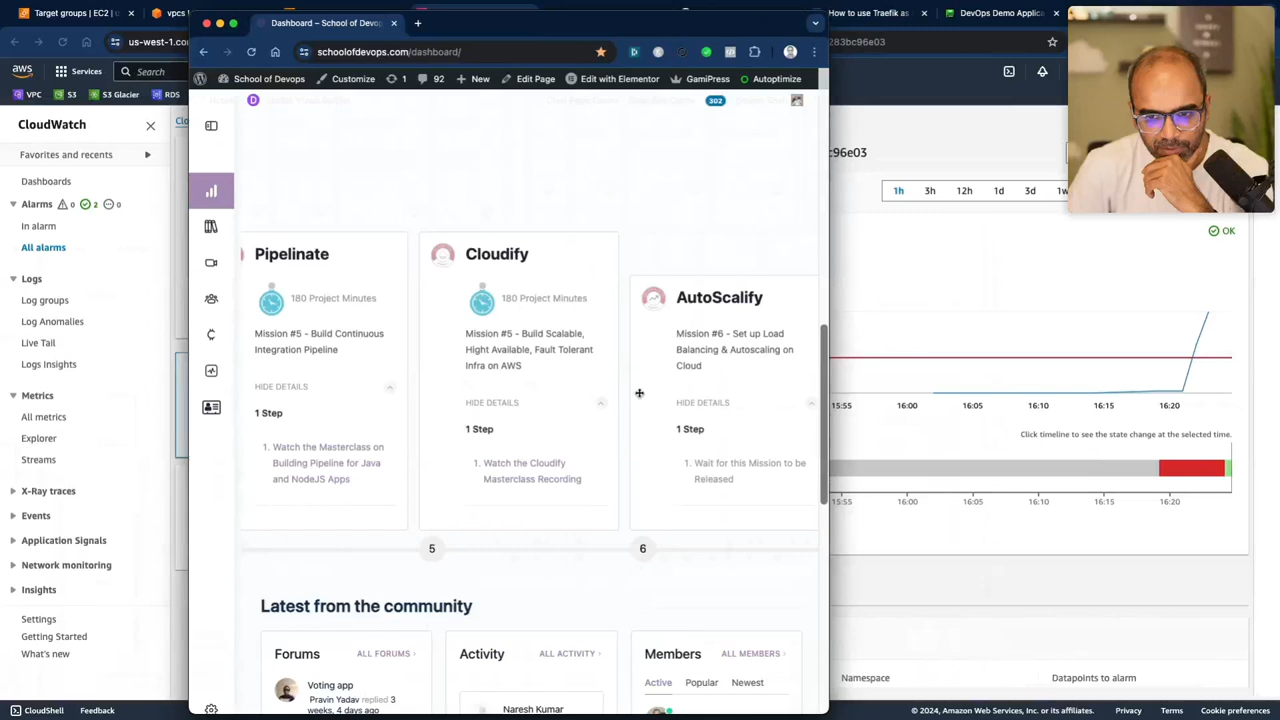 Dashboard – School of Devop
How to use Traefik as
DevOps Demo Applica
vpcs
us-west-1.com
schoolofdevops.com/dashboard/
283bc96e03
aws
Services
Search
School of Devops
Customize
1
92
New
Edit Page
Edit with Elementor
GamiPress
Autoptimize
VPC
S3
S3 Glacier
RDS
302
CloudWatch
Clo
Favorites and recents
Dashboards
Alarms
0
2
0
In alarm
All alarms
Logs
Log groups
Log Anomalies
Live Tail
Logs Insights
Metrics
All metrics
Explorer
Streams
X-Ray traces
Events
Application Signals
Network monitoring
Insights
Settings
Getting Started
What's new
Pipelinate
180 Project Minutes
Mission #5 - Build Continuous
Integration Pipeline
HIDE DETAILS
1 Step
1. Watch the Masterclass on
Building Pipeline for Java
and NodeJS Apps
Cloudify
180 Project Minutes
Mission #5 - Build Scalable,
Hight Available, Fault Tolerant
Infra on AWS
HIDE DETAILS
1 Step
1. Watch the Cloudify
Masterclass Recording
AutoScalify
Mission #6 - Set up Load
Balancing & Autoscaling on
Cloud
HIDE DETAILS
1 Step
1. Wait for this Mission to be
Released
5
6
Latest from the community
Forums
ALL FORUMS
Voting app
Pravin Yadav replied 3
weeks, 4 days ago
Activity
ALL ACTIVITY
Naresh Kumar
Members
ALL MEMBERS
Active
Popular
Newest
c96e03
1h
3h
12h
1d
3d
1w
OK
15:55
16:00
16:05
16:10
16:15
16:20
Click timeline to see the state change at the selected time.
15:55
16:00
16:05
16:10
16:15
16:20
Namespace
Datapoints to alarm
CloudShell
Feedback
© 2024, Amazon Web Services, Inc. or its affiliates.
Privacy
Terms
Cookie preferences